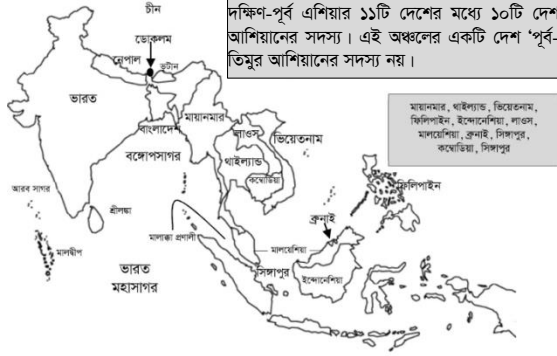 চীন
দক্ষিণ-পূর্ব এশিয়ার ১১টি দেশের মধ্যে ১০টি দেশ
আশিয়ানের সদস্য। এই অঞ্চলের একটি দেশ ‘পূর্ব-
তিমুর আশিয়ানের সদস্য নয়।
ডোকলম
নেপাল
ভুটান
ভারত
মায়ানমার, থাইল্যান্ড, ভিয়েতনাম,
ফিলিপাইন, ইন্দোনেশিয়া, লাওস,
মালয়েশিয়া, ব্রুনাই, সিঙ্গাপুর,
কম্বোডিয়া, সিঙ্গাপুর
মায়ানমার
বাংলাদেশ
লাওস
ভিয়েতনাম
বঙ্গোপসাগর
থাইল্যান্ড
কম্বোডিয়া
ফিলিপাইন
আরব সাগর
শ্রীলঙ্কা
ব্রুনাই
মালাক্কা প্রণালী
মালয়েশিয়া
মালদ্বীপ
ভারত
মহাসাগর
সিঙ্গাপুর
ইন্দোনেশিয়া